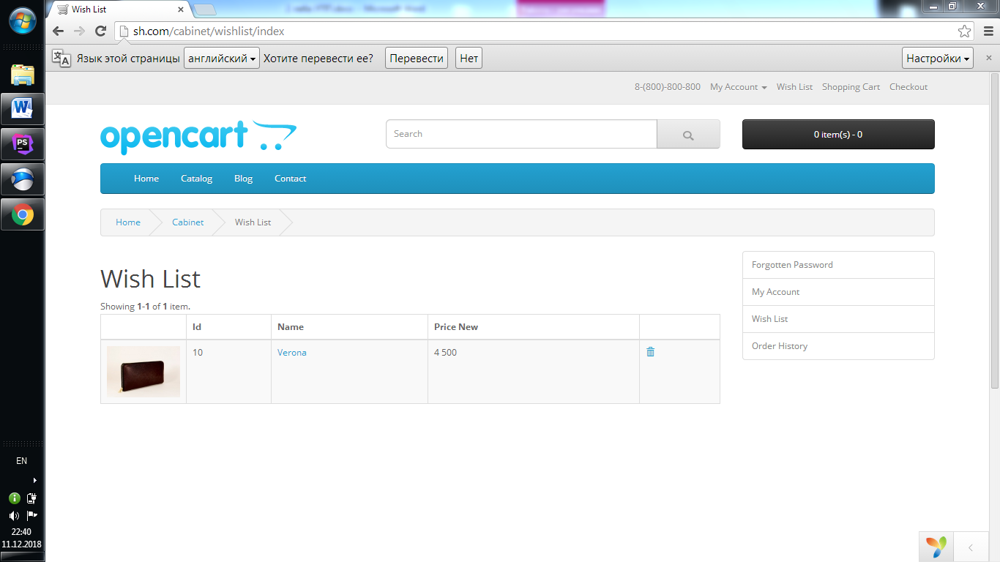 Wish List
sh.com/cabinet/wishlist/index
Язык этой страницы английский Хотите перевести ее? Перевести Нет Настройки
8-(800)-800-800 My Account Wish List Shopping Cart Checkout
opencart Search 0 item(s) - 0
Home Catalog Blog Contact
Home Cabinet Wish List
Wish List
Showing 1-1 of 1 item.
Id Name Price New
10 Verona 4 500
Forgotten Password
My Account
Wish List
Order History
W
PS
EN
22:40
11.12.2018